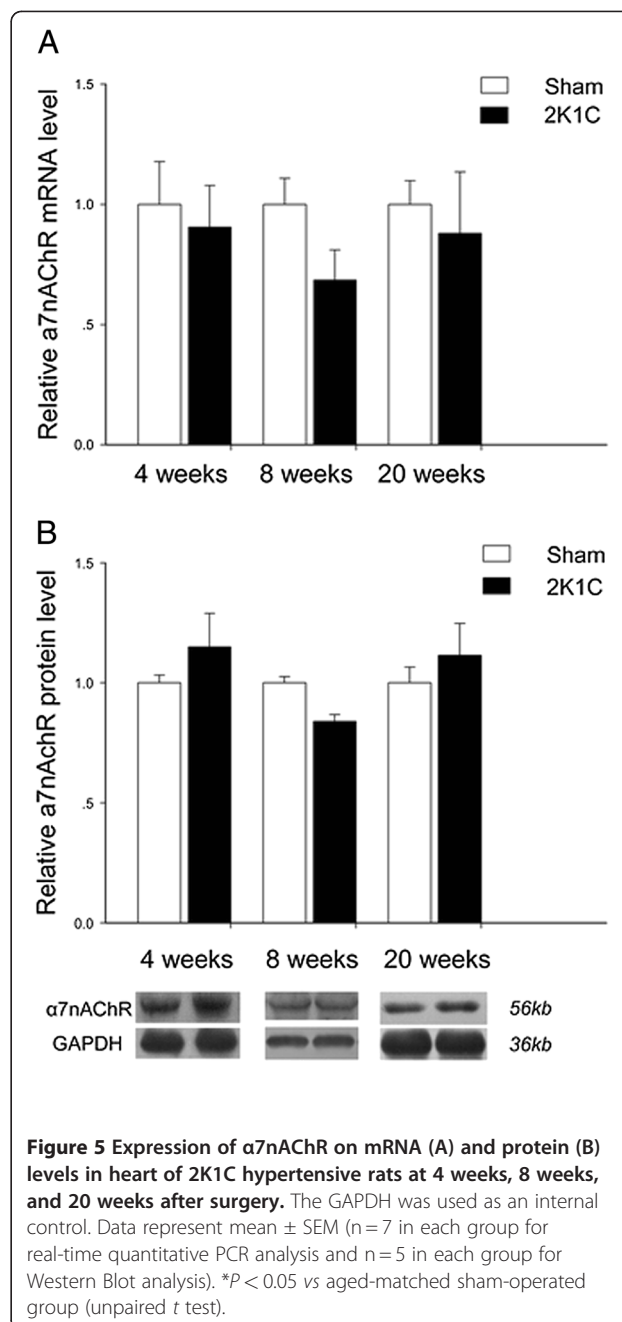 A
Relative a7nAChR mRNA level
1.5
1.0
.5
0.0
Sham
2K1C
4 weeks 8 weeks 20 weeks
B
Relative a7nAChR protein level
1.5
1.0
.5
0.0
Sham
2K1C
4 weeks 8 weeks 20 weeks
α7nAChR 56kb
GAPDH 36kb
Figure 5 Expression of α7nAChR on mRNA (A) and protein (B)
levels in heart of 2K1C hypertensive rats at 4 weeks, 8 weeks,
and 20 weeks after surgery. The GAPDH was used as an internal
control. Data represent mean ± SEM (n = 7 in each group for
real-time quantitative PCR analysis and n = 5 in each group for
Western Blot analysis). *P < 0.05 vs aged-matched sham-operated
group (unpaired t test).